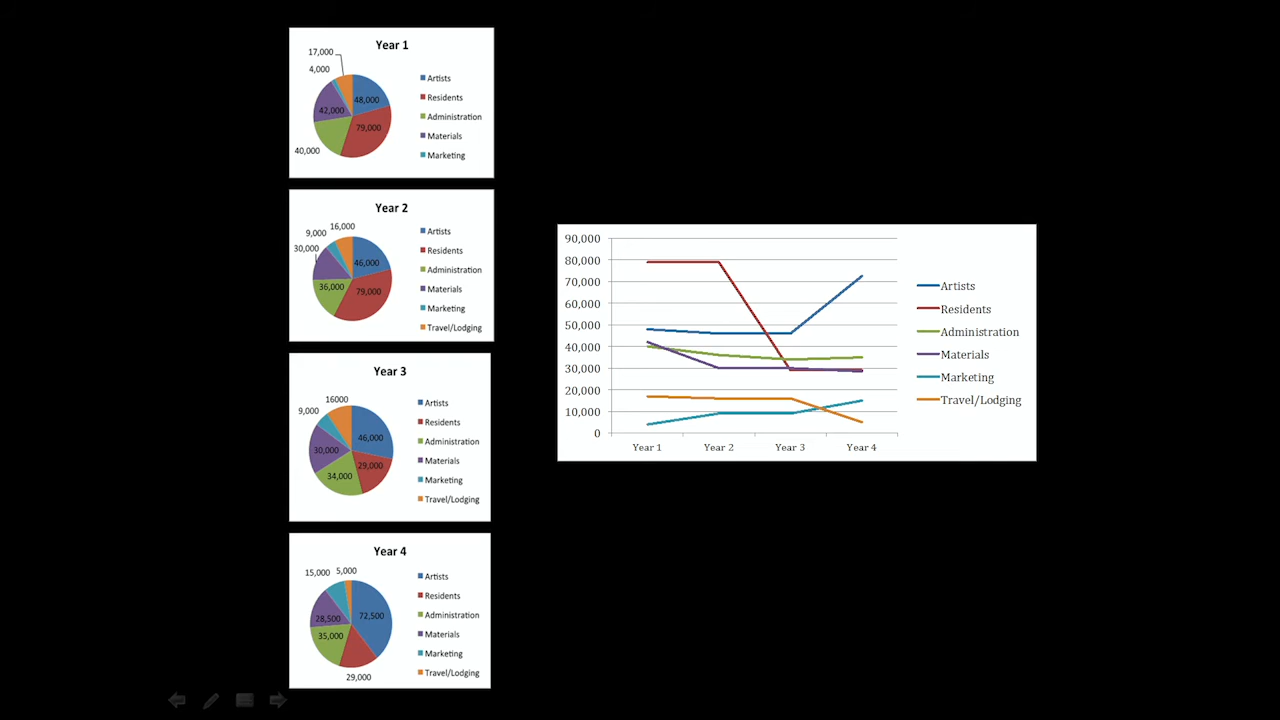 Year 1
17,000
4,000
48,000
42,000
79,000
40,000
Artists
Residents
Administration
Materials
Marketing
Year 2
16,000
9,000
30,000
46,000
36,000
79,000
Artists
Residents
Administration
Materials
Marketing
Travel/Lodging
Year 3
16000
9,000
46,000
30,000
29,000
34,000
Artists
Residents
Administration
Materials
Marketing
Travel/Lodging
Year 4
15,000
5,000
72,500
28,500
35,000
29,000
Artists
Residents
Administration
Materials
Marketing
Travel/Lodging
90,000
80,000
70,000
60,000
50,000
40,000
30,000
20,000
10,000
0
Year 1 Year 2 Year 3 Year 4
Artists
Residents
Administration
Materials
Marketing
Travel/Lodging